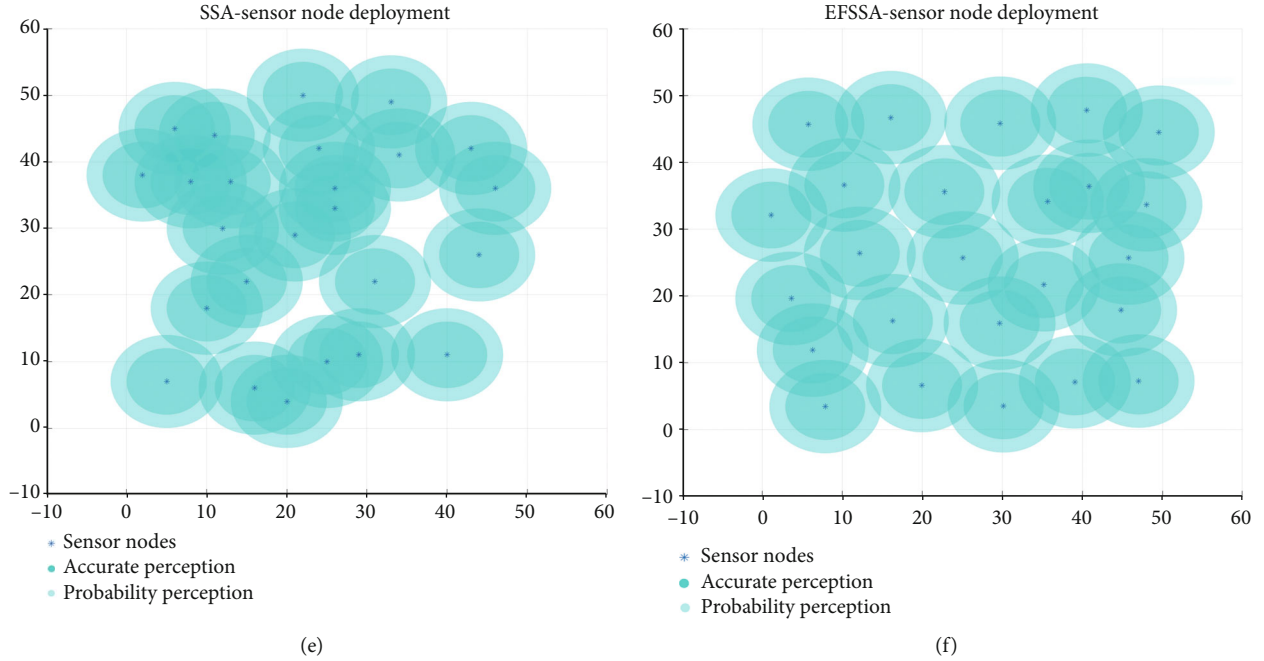 SSA-sensor node deployment
60
50
40
30
20
10
0
–10
–10 0 10 20 30 40 50 60
Sensor nodes
Accurate perception
Probability perception
(e)
EFSSA-sensor node deployment
60
50
40
30
20
10
0
–10
–10 0 10 20 30 40 50 60
Sensor nodes
Accurate perception
Probability perception
(f)